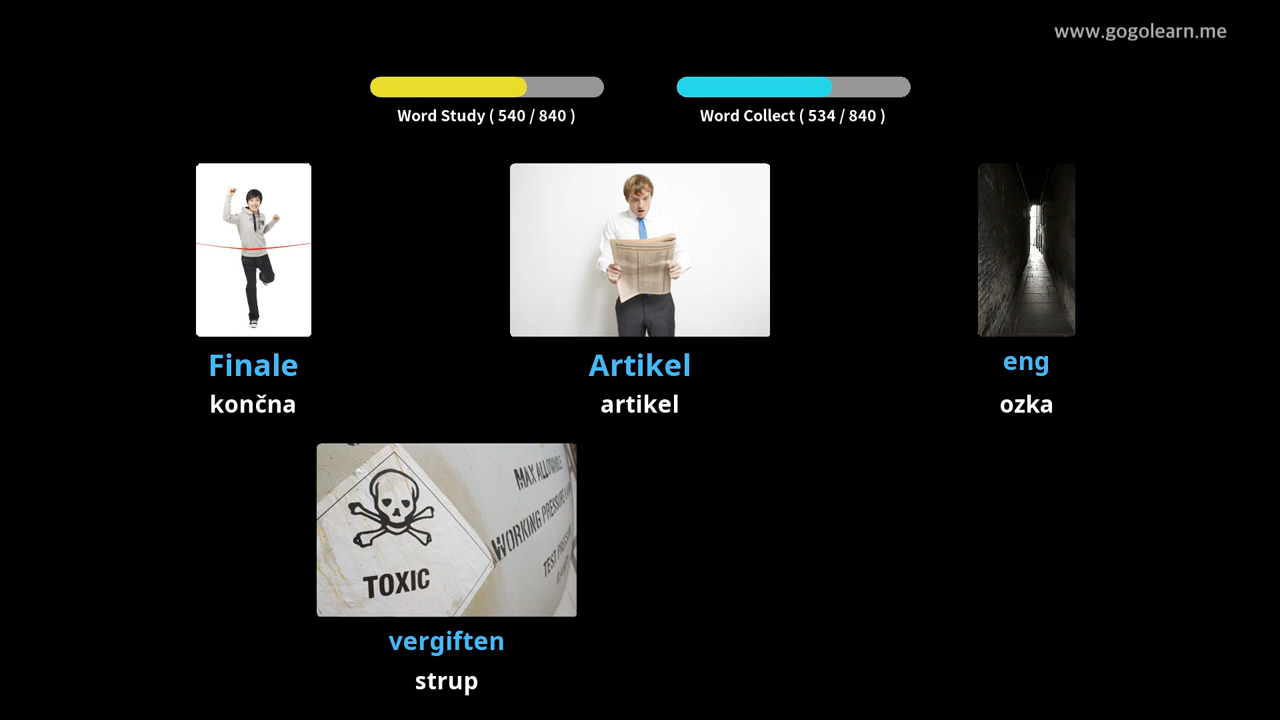 www.gogolearn.me
Word Study ( 540 / 840 )
Word Collect ( 534 / 840 )
Finale
Artikel
eng
končna
artikel
ozka
MAX ALLOWABLE
WORKING PRESSURE
TEST
TOXIC
vergiften
strup